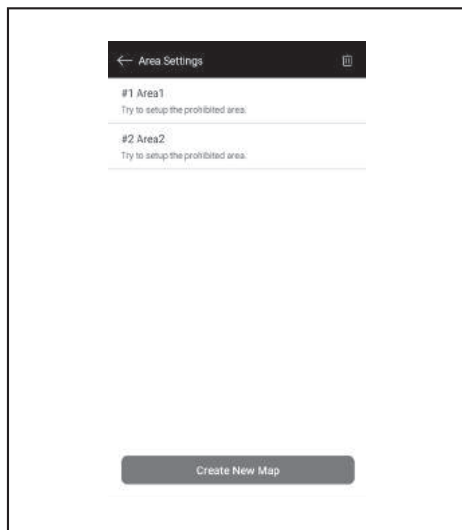 Area Settings
#1 Area1
Try to setup the prohibited area.
#2 Area2
Try to setup the prohibited area.
Create New Map